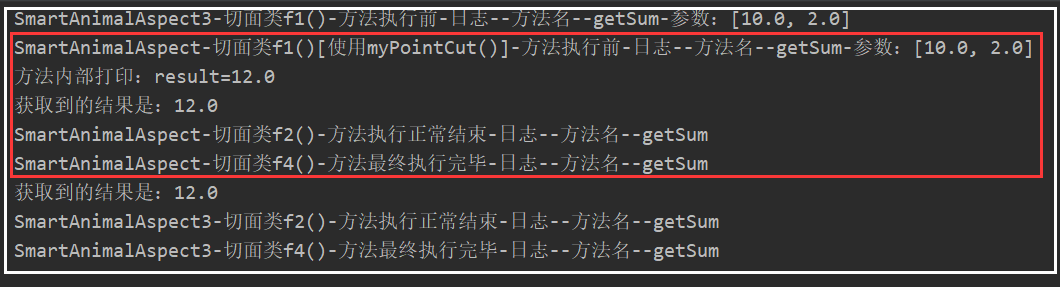 SmartAnimalAspect3-切面类f1()-方法执行前-日志--方法名--getSum-参数：[10.0, 2.0]
SmartAnimalAspect-切面类f1()[使用myPointCut()]-方法执行前-日志--方法名--getSum-参数：[10.0, 2.0]
方法内部打印：result=12.0
获取到的结果是：12.0
SmartAnimalAspect-切面类f2()-方法执行正常结束-日志--方法名--getSum
SmartAnimalAspect-切面类f4()-方法最终执行完毕-日志--方法名--getSum
获取到的结果是：12.0
SmartAnimalAspect3-切面类f2()-方法执行正常结束-日志--方法名--getSum
SmartAnimalAspect3-切面类f4()-方法最终执行完毕-日志--方法名--getSum